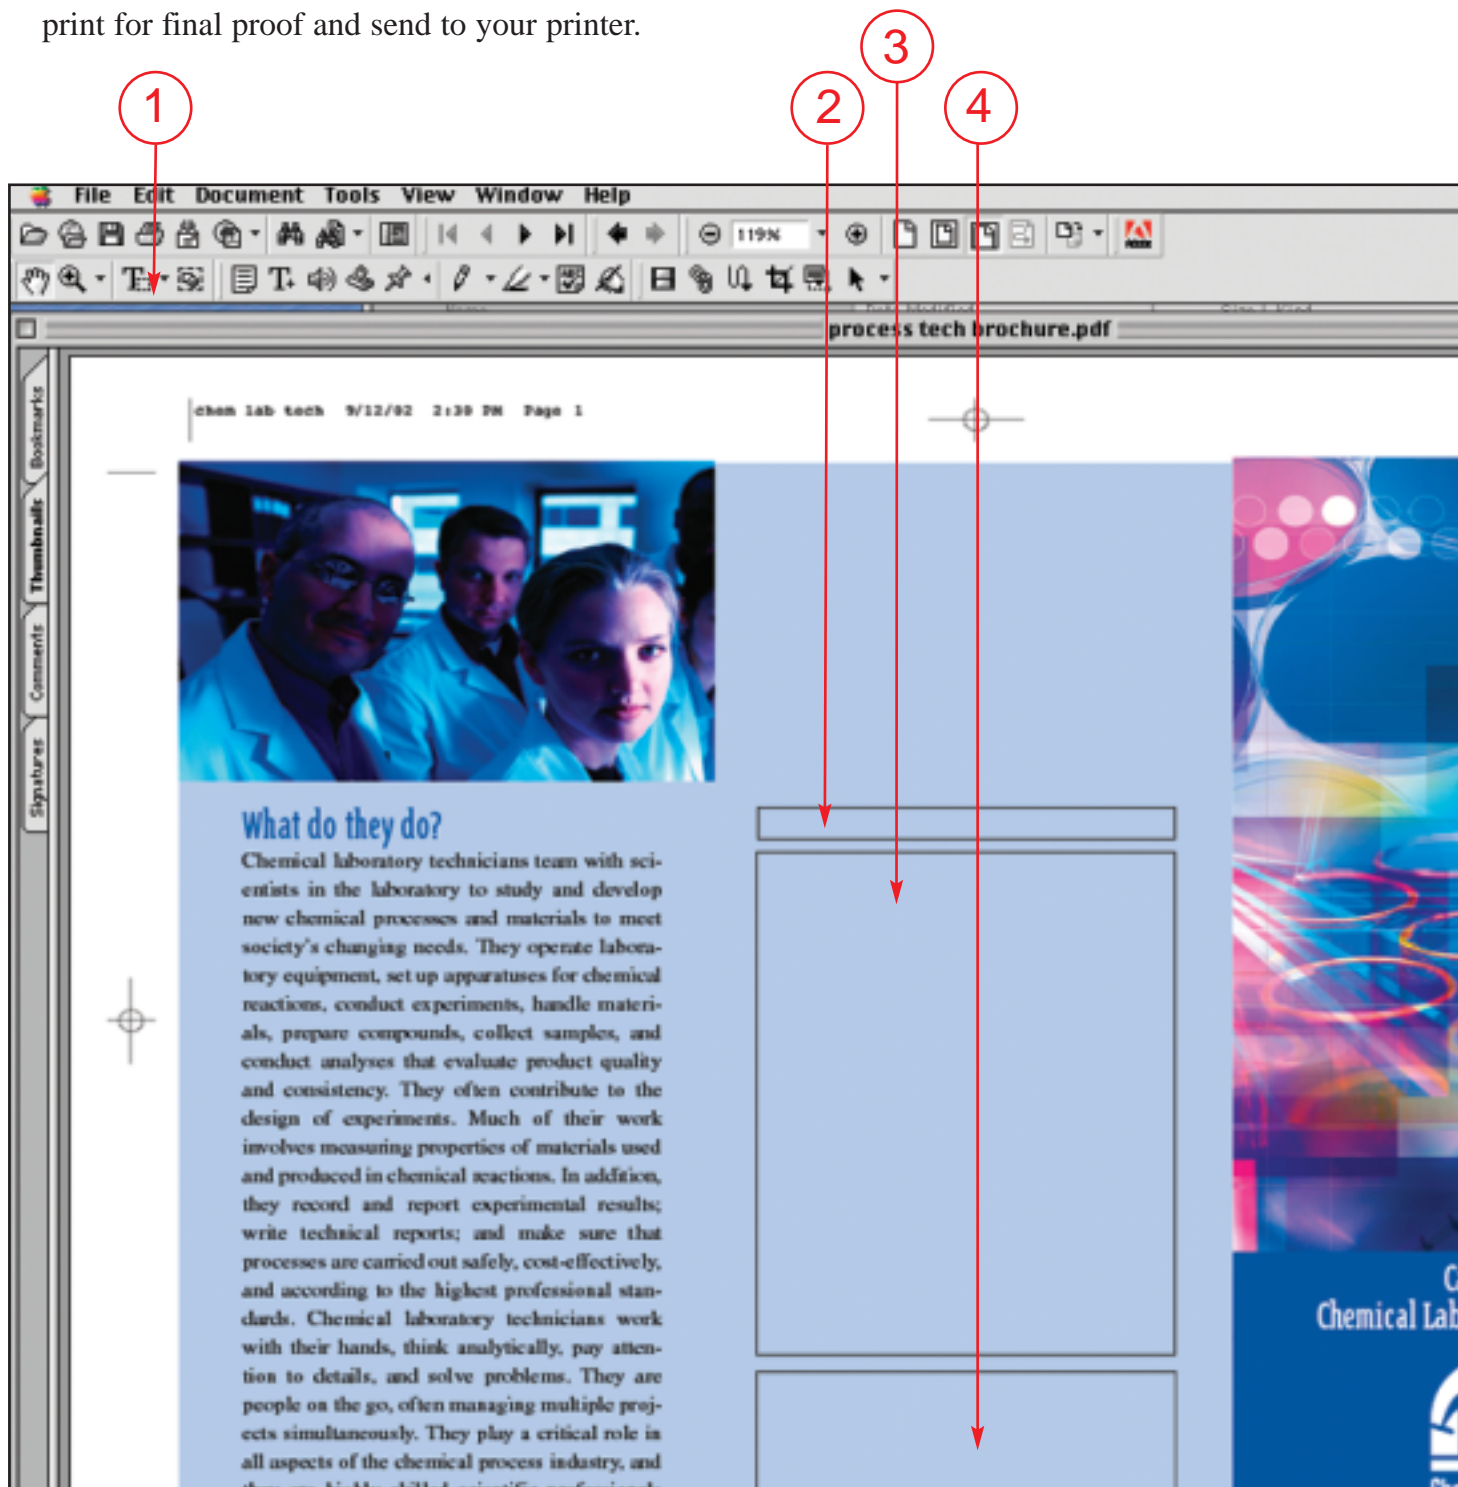 print for final proof and send to your printer.
3
1
2
4
File Edit Document Tools View Window Help
119%
Name
Date Modified
Size
Kind
process tech brochure.pdf
Bookmarks
Thumbnails
Comments
Signatures
chem lab tech 9/12/02 2:30 PM Page 1
What do they do?
Chemical laboratory technicians team with sci-
entists in the laboratory to study and develop
new chemical processes and materials to meet
society's changing needs. They operate labora-
tory equipment, set up apparatuses for chemical
reactions, conduct experiments, handle materi-
als, prepare compounds, collect samples, and
conduct analyses that evaluate product quality
and consistency. They often contribute to the
design of experiments. Much of their work
involves measuring properties of materials used
and produced in chemical reactions. In addition,
they record and report experimental results;
write technical reports; and make sure that
processes are carried out safely, cost-effectively,
and according to the highest professional stan-
dards. Chemical laboratory technicians work
with their hands, think analytically, pay atten-
tion to details, and solve problems. They are
people on the go, often managing multiple proj-
ects simultaneously. They play a critical role in
all aspects of the chemical process industry, and
C
Chemical Lab